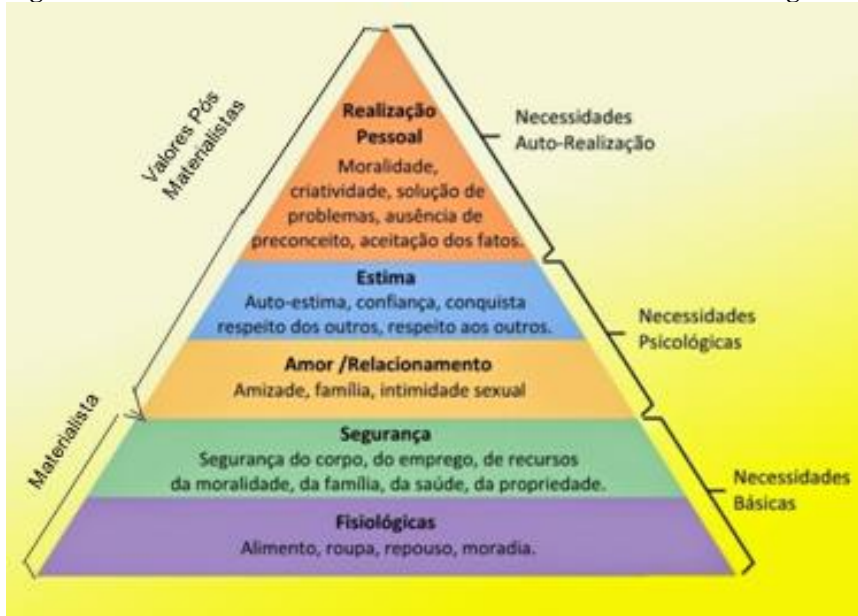 Realização
Pessoal
Moralidade,
criatividade, solução de
problemas, ausência de
preconceito, aceitação dos fatos.
Estima
Auto-estima, confiança, conquista
respeito dos outros, respeito aos outros.
Amor /Relacionamento
Amizade, família, intimidade sexual
Segurança
Segurança do corpo, do emprego, de recursos
da moralidade, da família, da saúde, da propriedade.
Fisiológicas
Alimento, roupa, repouso, moradia.
Valores Pós
Materialistas
Materialista
Necessidades
Auto-Realização
Necessidades
Psicológicas
Necessidades
Básicas